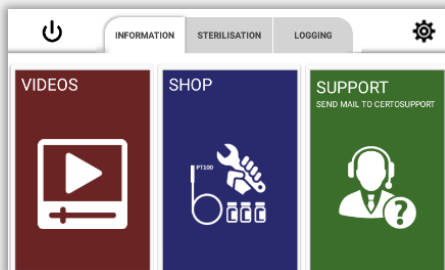 INFORMATION
STERILISATION
LOGGING
VIDEOS
SHOP
SUPPORT
SEND MAIL TO CERTOSUPPORT
PT100